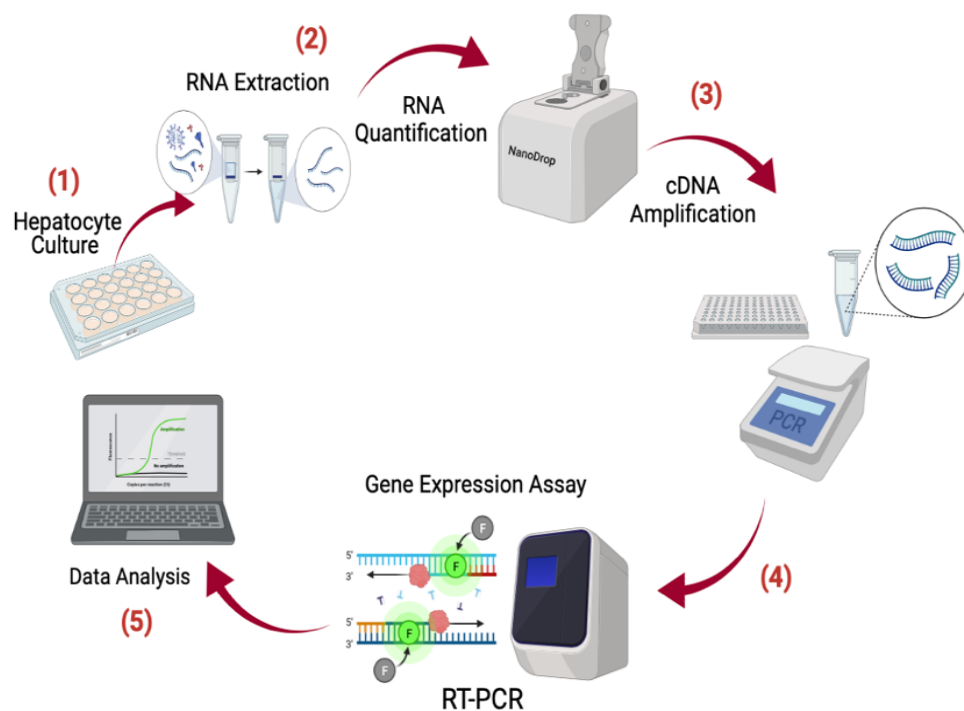 (1)
Hepatocyte
Culture
(2)
RNA Extraction
RNA
Quantification
NanoDrop
(3)
cDNA
Amplification
PCR
(4)
Gene Expression Assay
F
5'
3'
F
5'
3'
F
F
RT-PCR
Fluorescence
Amplification
Threshold
No amplification
Data Analysis
(5)